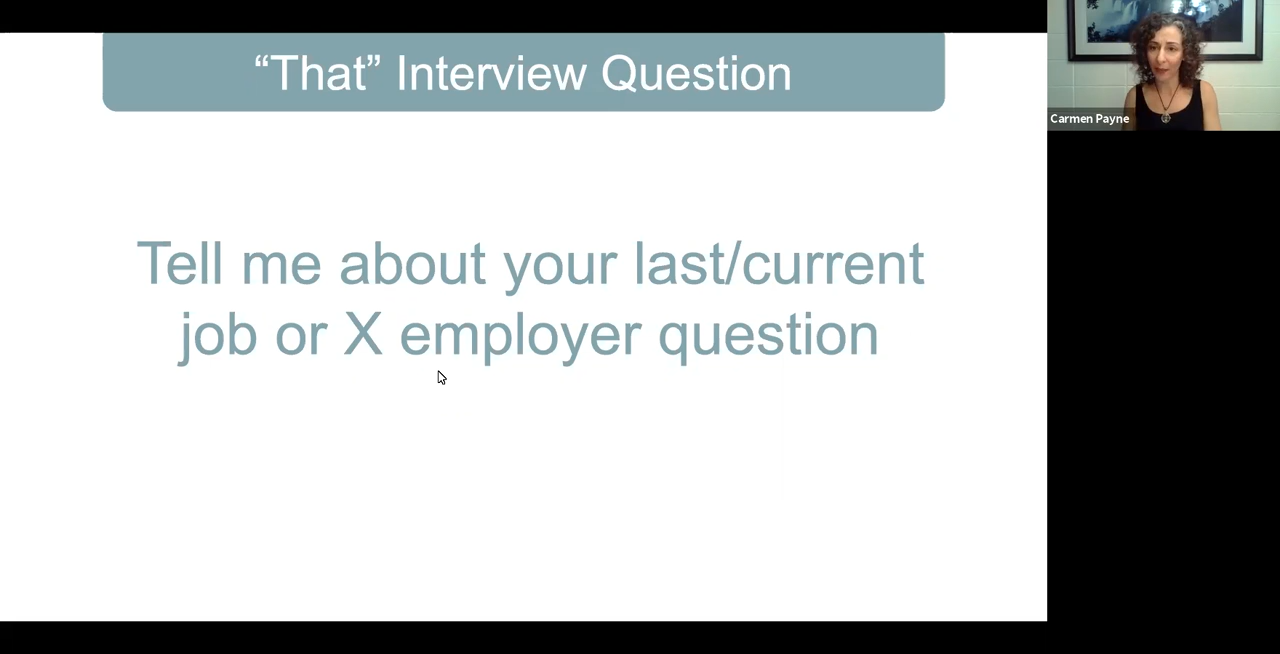 “That” Interview Question
Carmen Payne
Tell me about your last/current
job or X employer question